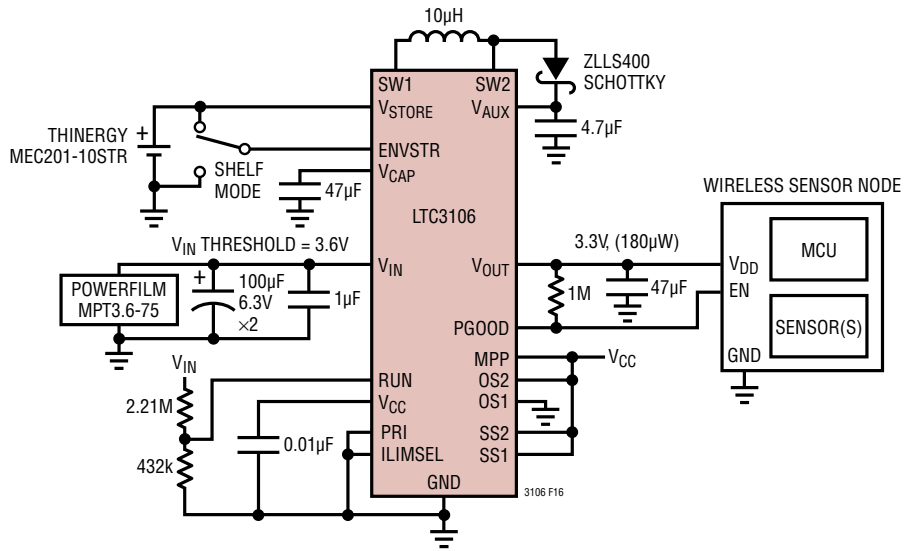 10µH
SW1
SW2
ZLLS400
SCHOTTKY
VSTORE
VAUX
4.7µF
THINERGY
MEC201-10STR
+
ENVSTR
SHELF
MODE
VCAP
47µF
LTC3106
WIRELESS SENSOR NODE
MCU
SENSOR(S)
VDD
EN
GND
VIN THRESHOLD = 3.6V
VIN
POWERFILM
MPT3.6-75
+
100µF
6.3V
×2
1µF
3.3V, (180µW)
VOUT
1M
47µF
PGOOD
MPP
VCC
OS2
OS1
SS2
SS1
VIN
2.21M
432k
RUN
VCC
0.01µF
PRI
ILIMSEL
GND
3106 F16